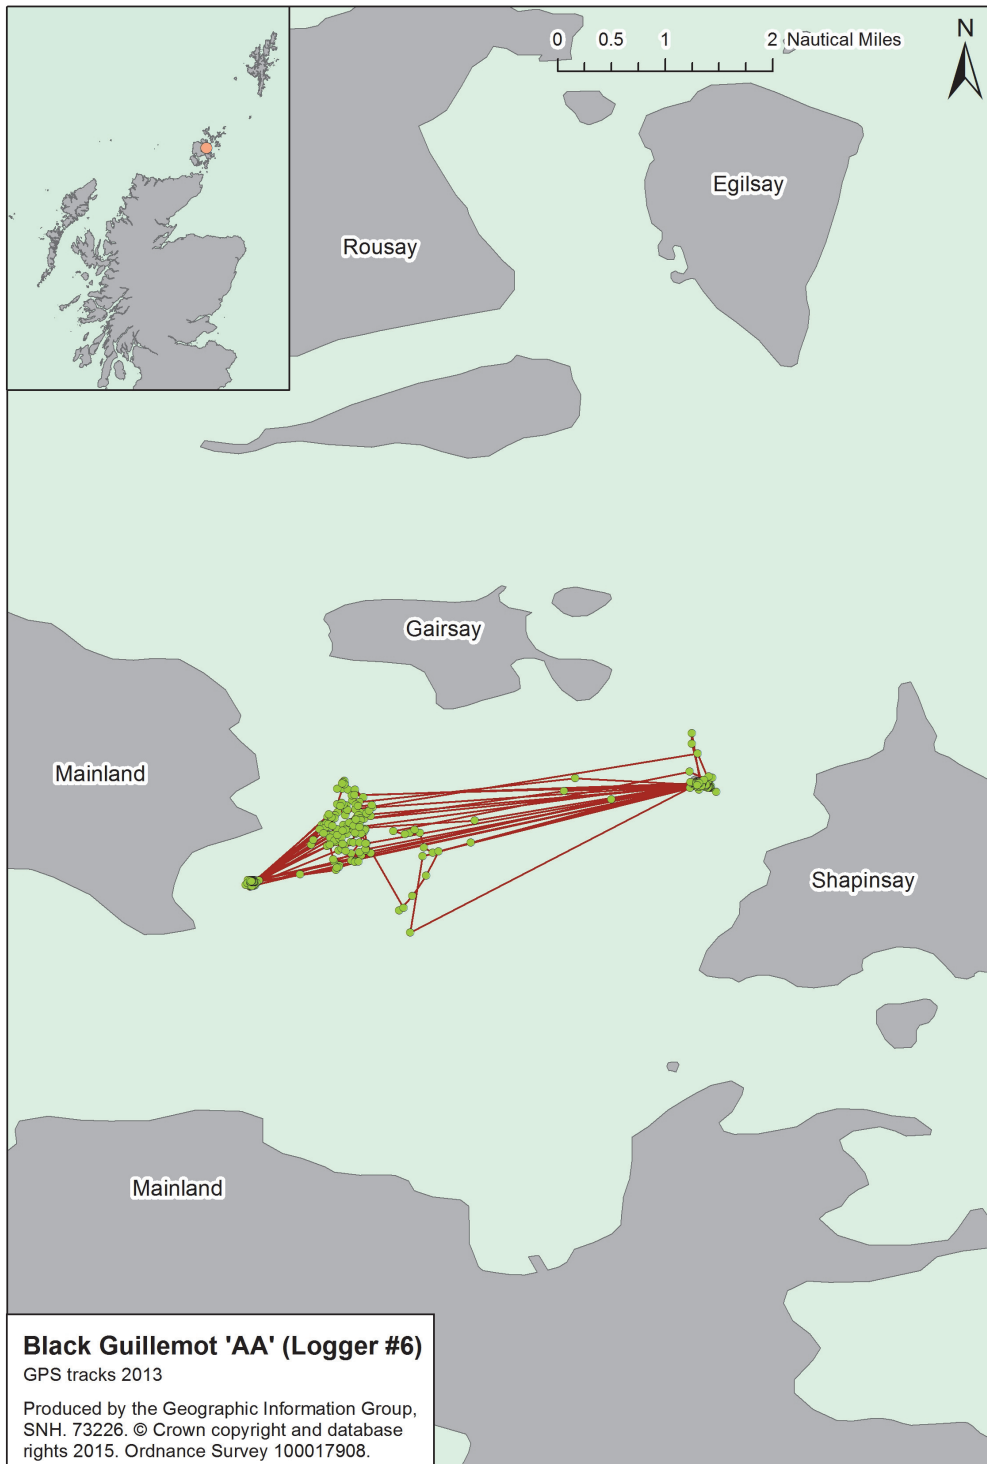 N
0 0.5 1 2 Nautical Miles
Egilsay
Rousay
Gairsay
Mainland
Shapinsay
Mainland
Black Guillemot 'AA' (Logger #6)
GPS tracks 2013
Produced by the Geographic Information Group,
SNH. 73226. © Crown copyright and database
rights 2015. Ordnance Survey 100017908.